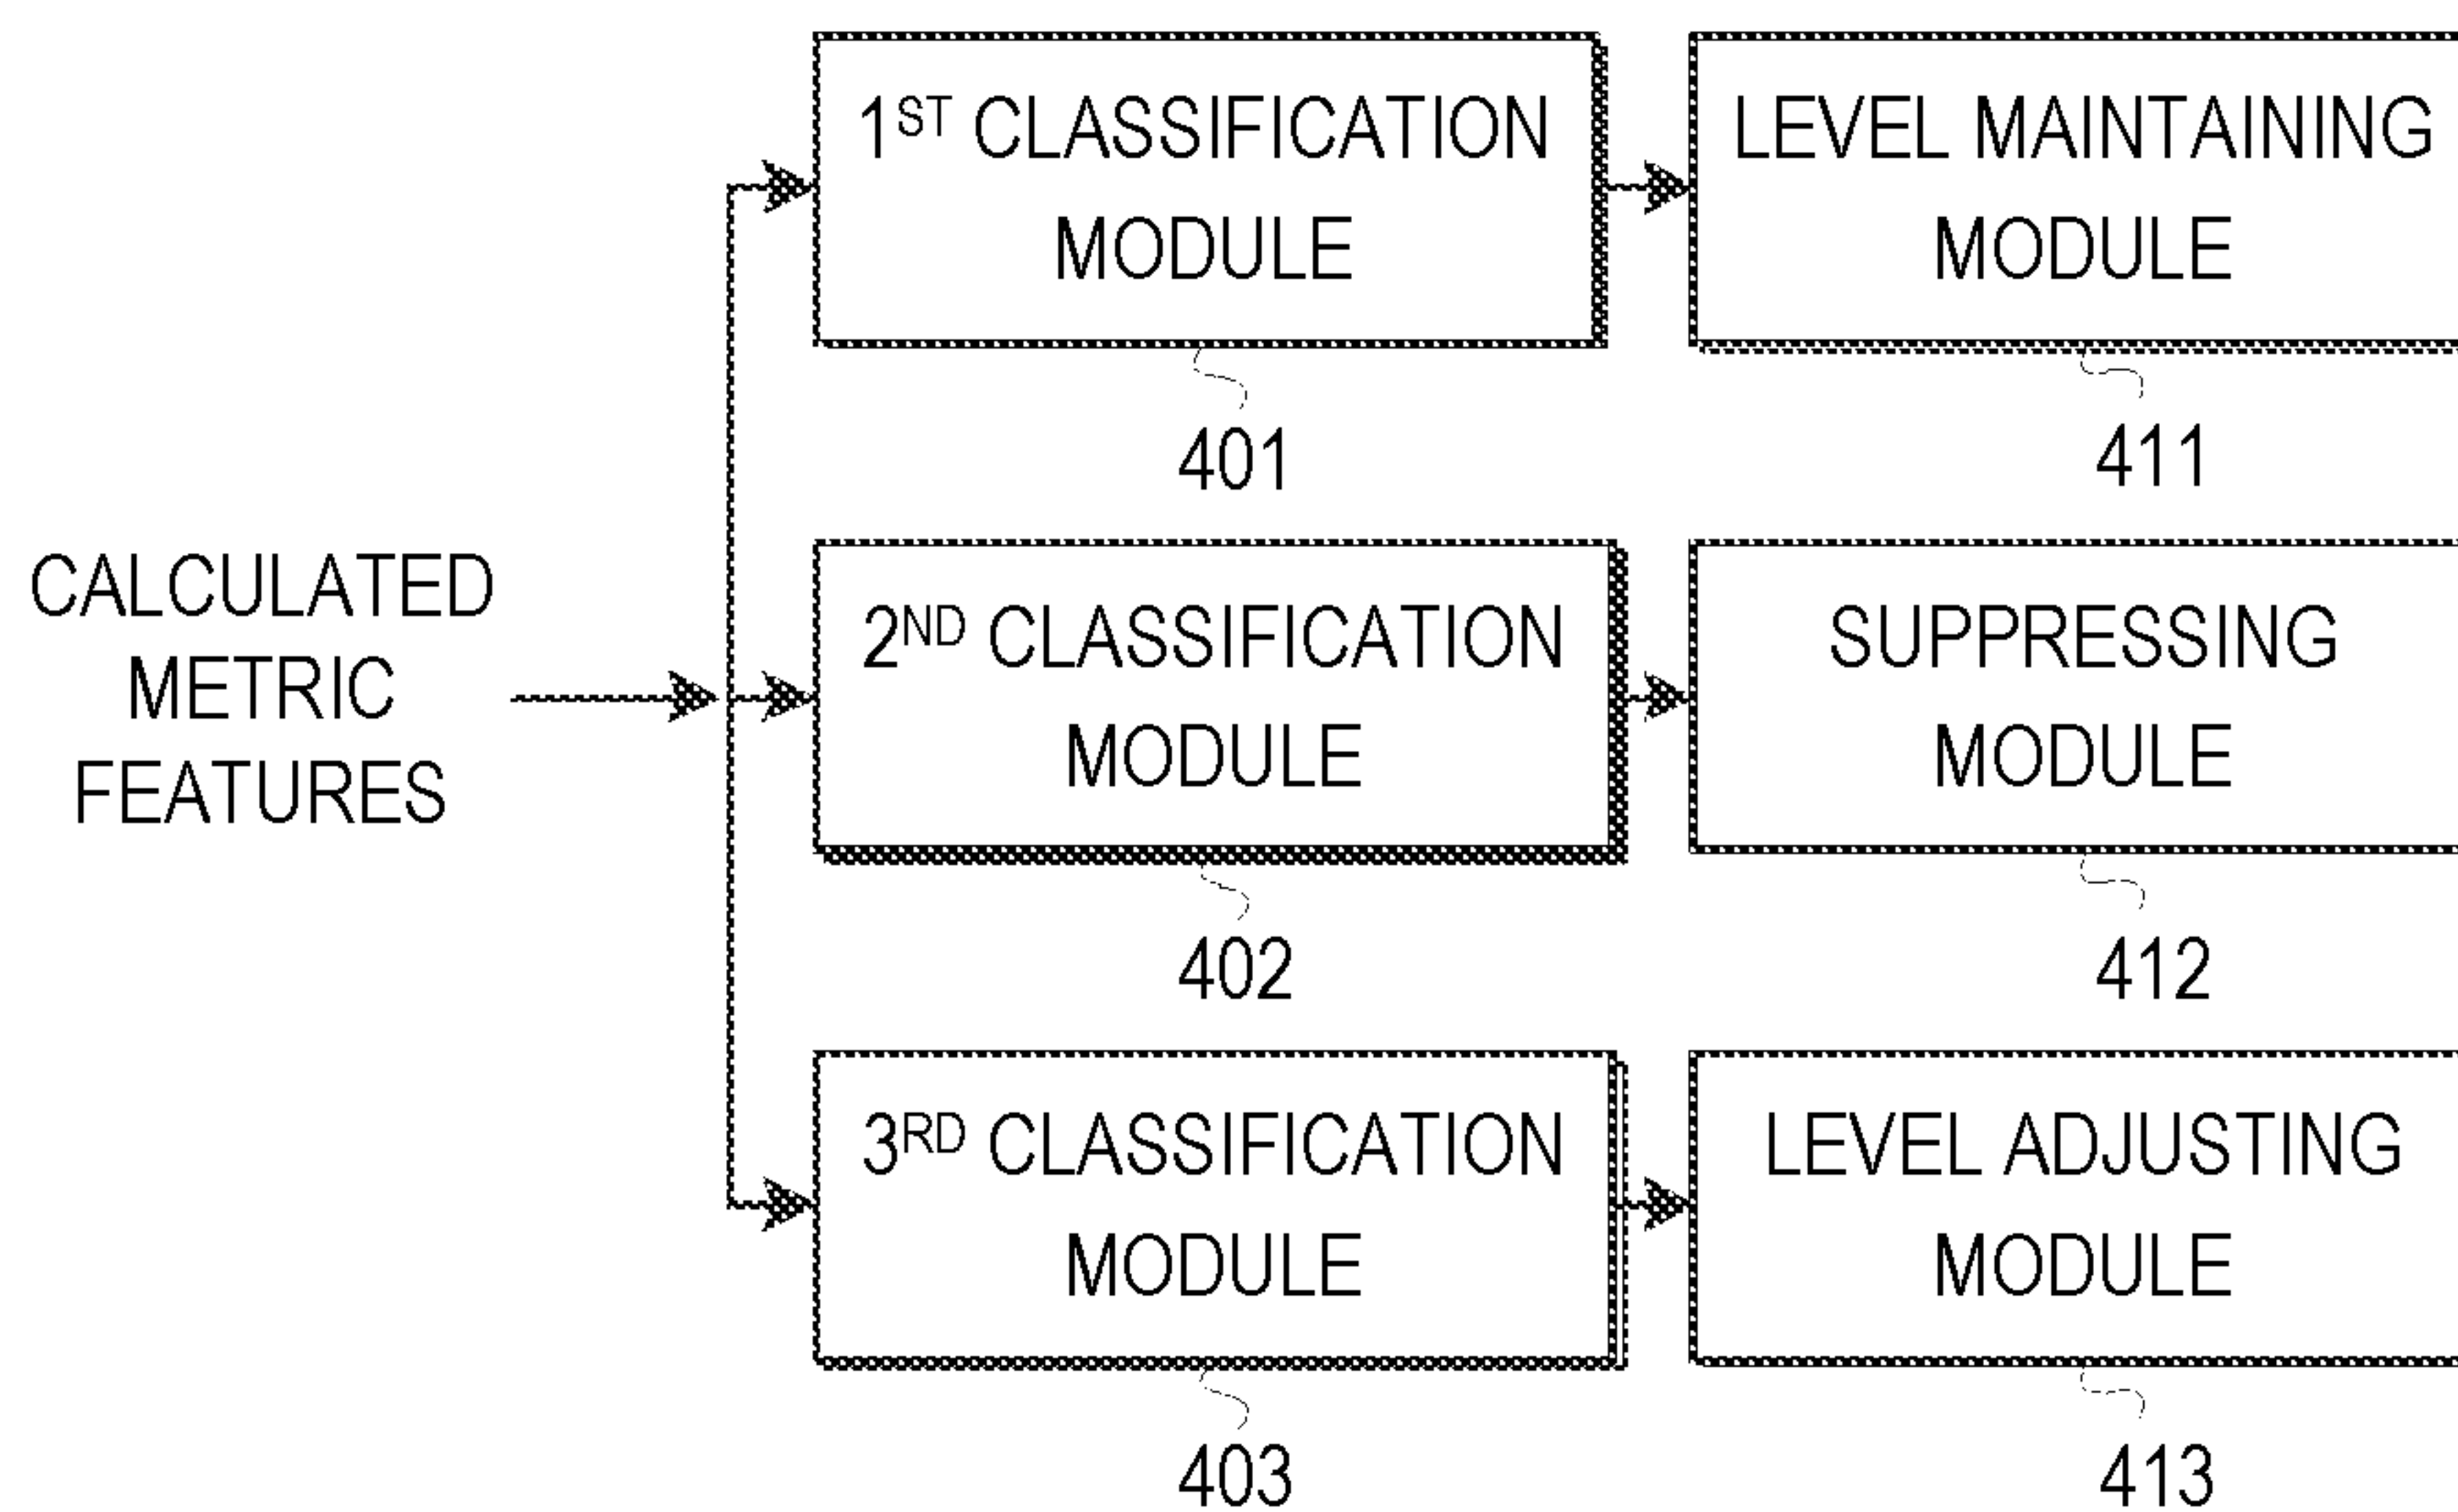 1ST CLASSIFICATION
MODULE
401
LEVEL MAINTAINING
MODULE
411
CALCULATED
METRIC
FEATURES
2ND CLASSIFICATION
MODULE
402
SUPPRESSING
MODULE
412
3RD CLASSIFICATION
MODULE
403
LEVEL ADJUSTING
MODULE
413